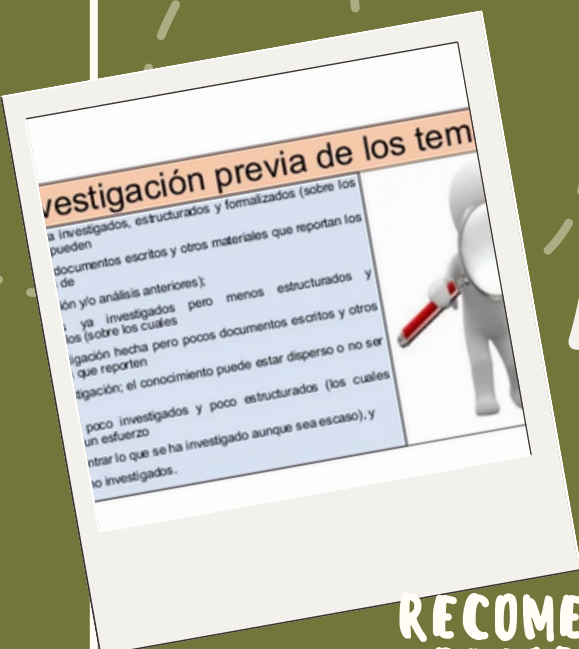 vestigación previa de los tem
a investigados, estructurados y formalizados (sobre los
pueden
documentos escritos y otros materiales que reportan los
de
ón y/o análisis anteriores);
ya investigados pero menos estructurados y
los (sobre los cuales
igación hecha pero pocos documentos escritos y otros
que reporten
tigación; el conocimiento puede estar disperso o no ser
poco investigados y poco estructurados (los cuales
un esfuerzo
ntrar lo que se ha investigado aunque sea escaso), y
no investigados.
RECOME